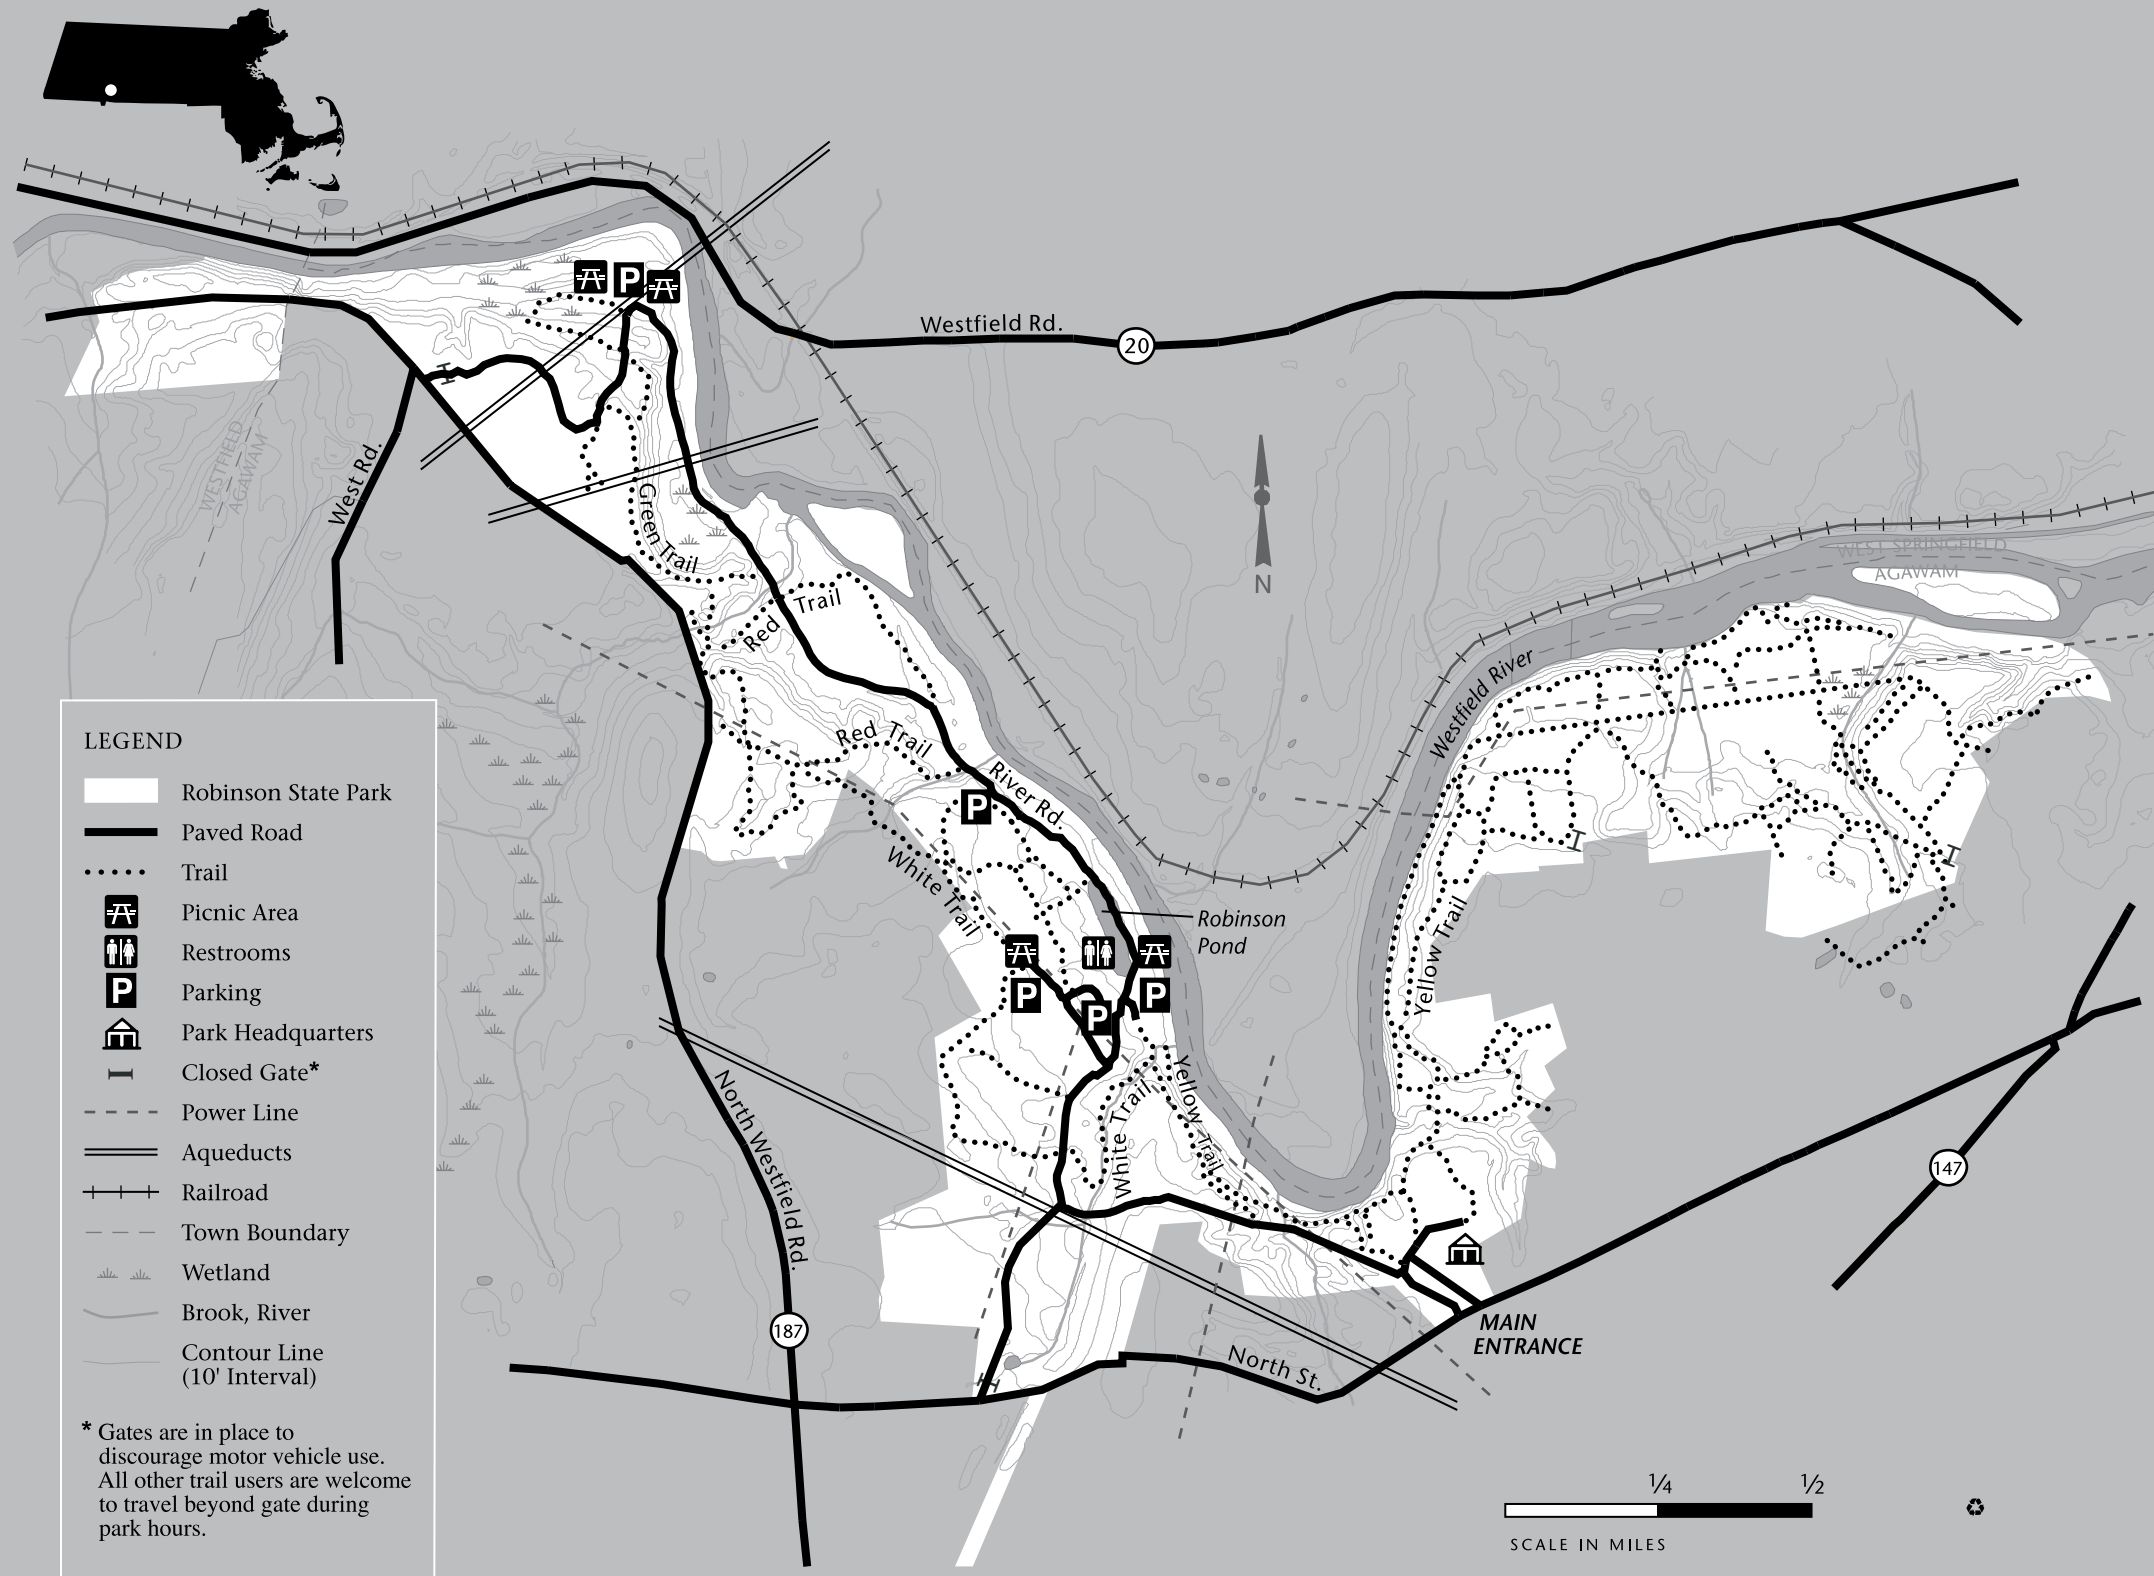 Westfield Rd.
20
WESTFIELD
AGAWAM
West Rd.
Green Trail
Red Trail
N
WEST SPRINGFIELD
AGAWAM
Westfield River
Red Trail
River Rd.
P
P
White Trail
Robinson
Pond
Yellow Trail
P
P
P
Yellow Trail
White Trail
North Westfield Rd.
147
187
MAIN
ENTRANCE
North St.
LEGEND
Robinson State Park
Paved Road
Trail
Picnic Area
Restrooms
P Parking
Park Headquarters
Closed Gate*
Power Line
Aqueducts
Railroad
Town Boundary
Wetland
Brook, River
Contour Line
(10' Interval)
* Gates are in place to
discourage motor vehicle use.
All other trail users are welcome
to travel beyond gate during
park hours.
¼ ½
SCALE IN MILES